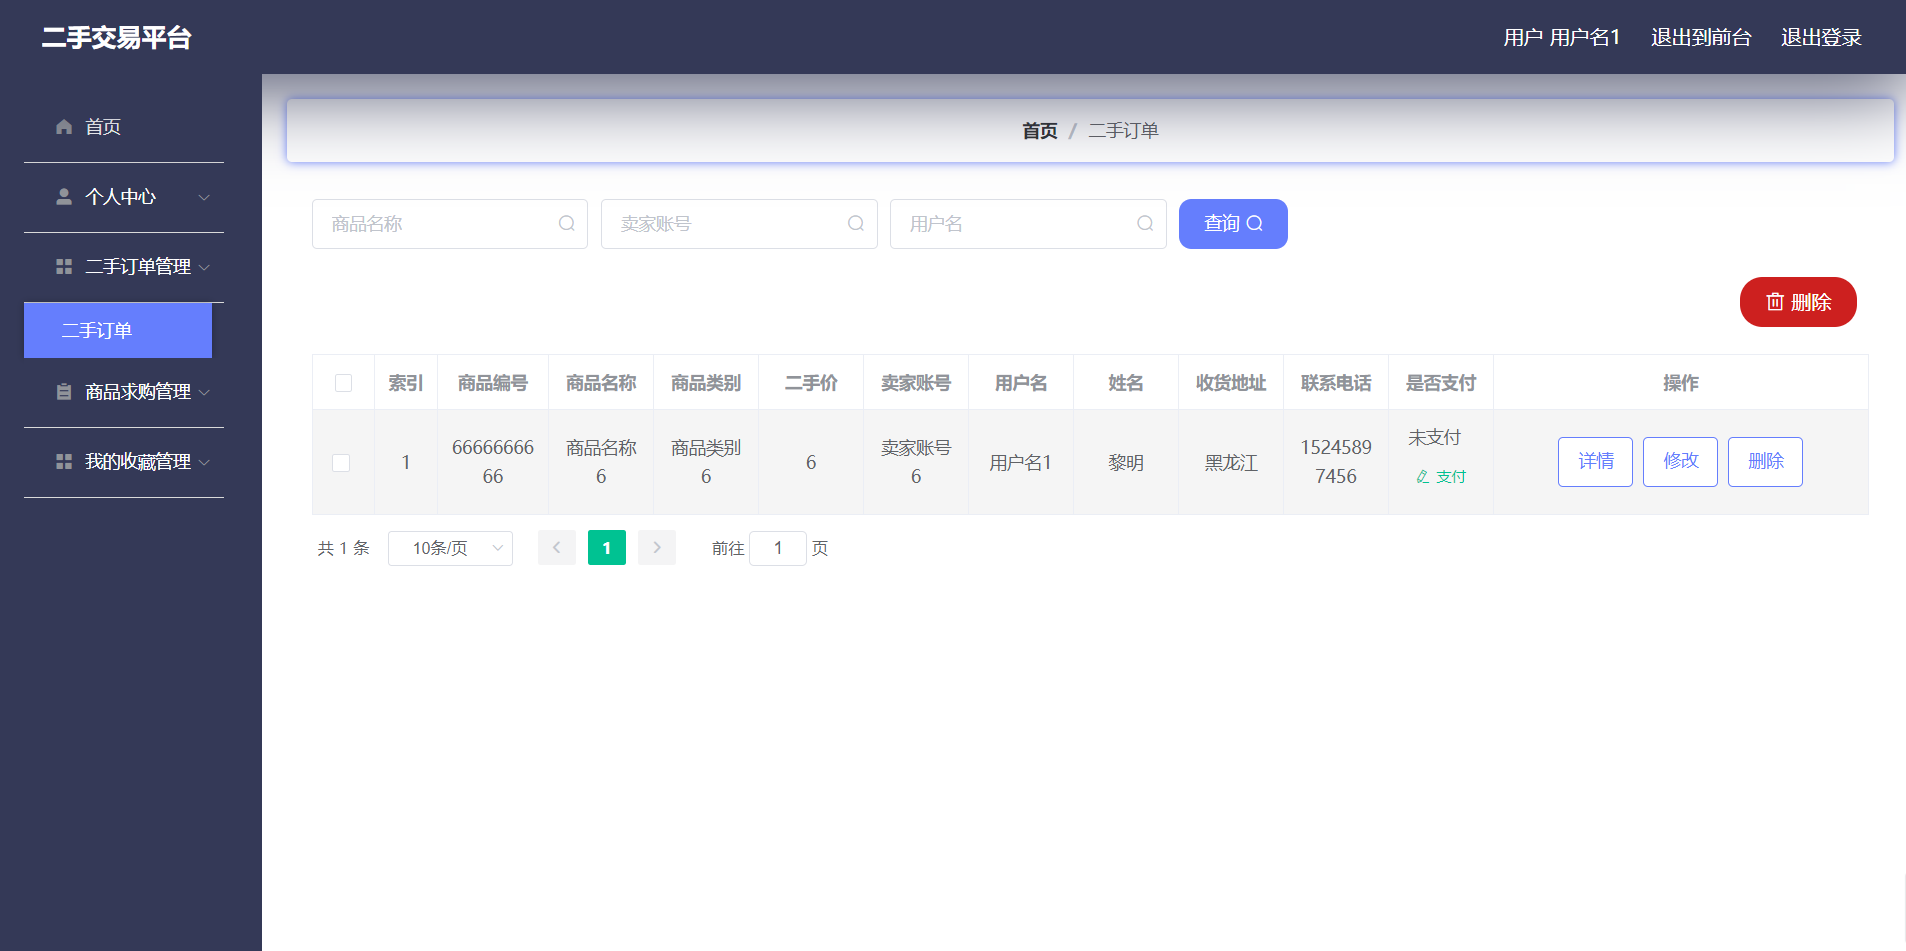 二手交易平台
用户 用户名1
退出到前台
退出登录
首页
个人中心
二手订单管理
二手订单
商品求购管理
我的收藏管理
首页 / 二手订单
商品名称
卖家账号
用户名
查询
删除
索引 商品编号 商品名称 商品类别 二手价 卖家账号 用户名 姓名 收货地址 联系电话 是否支付 操作
1
66666666
66
商品名称
6
商品类别
6
6
卖家账号
6
用户名1
黎明
黑龙江
1524589
7456
未支付
支付
详情
修改
删除
共 1 条
10条/页
1
前往 1 页